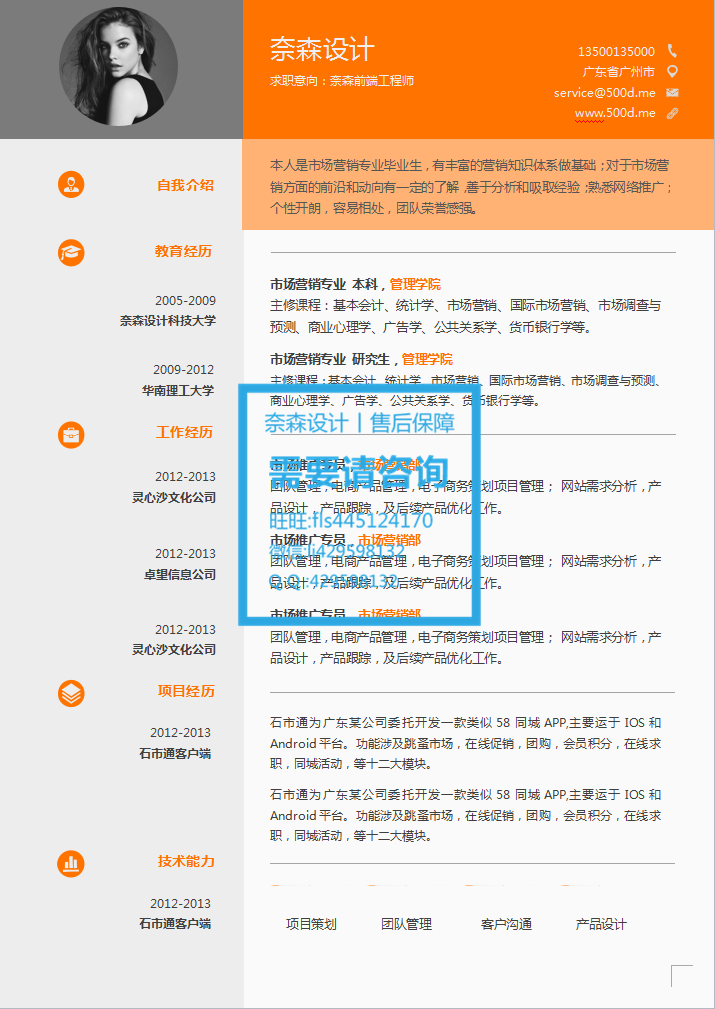 奈森设计
求职意向：奈森前端工程师
13500135000
广东省广州市
service@500d.me
www.500d.me
自我介绍
本人是市场营销专业毕业生，有丰富的营销知识体系做基础；对于市场营
销方面的前沿和动向有一定的了解，善于分析和吸取经验；熟悉网络推广；
个性开朗，容易相处，团队荣誉感强。
教育经历
2005-2009
奈森设计科技大学
市场营销专业 本科，管理学院
主修课程：基本会计、统计学、市场营销、国际市场营销、市场调查与
预测、商业心理学、广告学、公共关系学、货币银行学等。
2009-2012
华南理工大学
市场营销专业 研究生，管理学院
主修课程：基本会计、统计学、市场营销、国际市场营销、市场调查与预测、
商业心理学、广告学、公共关系学、货币银行学等。
奈森设计丨售后保障
需要请咨询
旺旺:fls445124170
微信:li429598132
Q Q:429598132
工作经历
2012-2013
灵心沙文化公司
市场推广专员，市场营销部
团队管理，电商产品管理，电子商务策划项目管理； 网站需求分析，产
品设计，产品跟踪，及后续产品优化工作。
2012-2013
卓望信息公司
市场推广专员，市场营销部
团队管理，电商产品管理，电子商务策划项目管理； 网站需求分析，产
品设计，产品跟踪，及后续产品优化工作。
2012-2013
灵心沙文化公司
市场推广专员，市场营销部
团队管理，电商产品管理，电子商务策划项目管理； 网站需求分析，产
品设计，产品跟踪，及后续产品优化工作。
项目经历
2012-2013
石市通客户端
石市通为广东某公司委托开发一款类似 58 同城 APP,主要运于 IOS 和
Android 平台。功能涉及跳蚤市场，在线促销，团购，会员积分，在线求
职，同城活动，等十二大模块。
石市通为广东某公司委托开发一款类似 58 同城 APP,主要运于 IOS 和
Android 平台。功能涉及跳蚤市场，在线促销，团购，会员积分，在线求
职，同城活动，等十二大模块。
技术能力
2012-2013
石市通客户端
项目策划
团队管理
客户沟通
产品设计